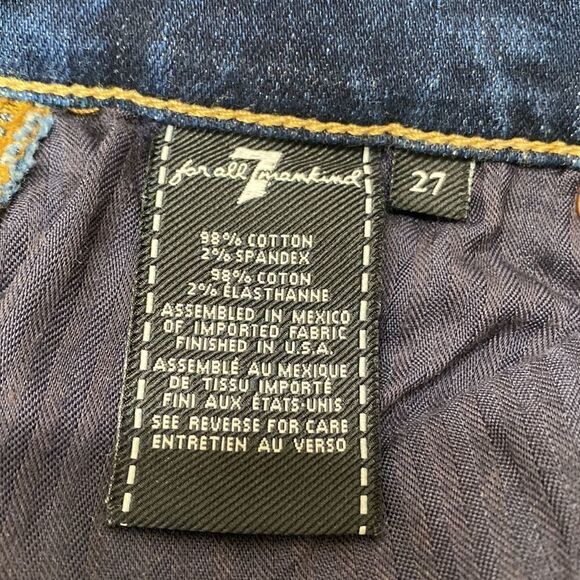 for all 7 mankind
27
98% COTTON
2% SPANDEX
98% COTON
2% ÉLASTHANNE
ASSEMBLED IN MEXICO
OF IMPORTED FABRIC
FINISHED IN U.S.A.
ASSEMBLÉ AU MEXIQUE
DE TISSU IMPORTÉ
FINI AUX ÉTATS-UNIS
SEE REVERSE FOR CARE
ENTRETIEN AU VERSO